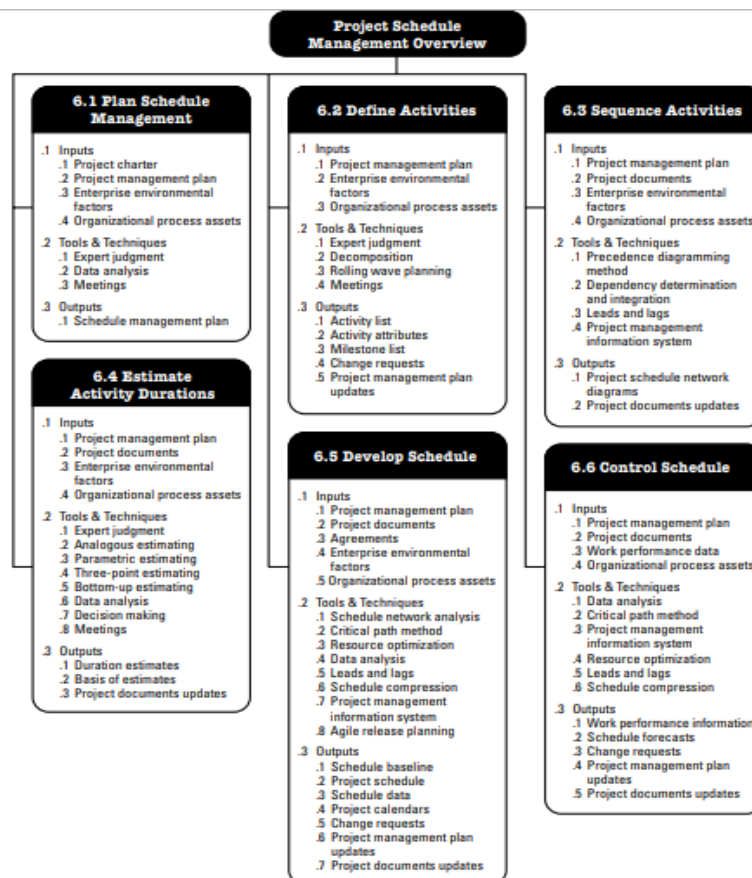 Project Schedule
Management Overview
6.1 Plan Schedule
Management
.1 Inputs
.1 Project charter
.2 Project management plan
.3 Enterprise environmental
factors
.4 Organizational process assets
.2 Tools & Techniques
.1 Expert judgment
.2 Data analysis
.3 Meetings
.3 Outputs
.1 Schedule management plan
6.2 Define Activities
.1 Inputs
.1 Project management plan
.2 Enterprise environmental
factors
.3 Organizational process assets
.2 Tools & Techniques
.1 Expert judgment
.2 Decomposition
.3 Rolling wave planning
.4 Meetings
.3 Outputs
.1 Activity list
.2 Activity attributes
.3 Milestone list
.4 Change requests
.5 Project management plan
updates
6.3 Sequence Activities
.1 Inputs
.1 Project management plan
.2 Project documents
.3 Enterprise environmental
factors
.4 Organizational process assets
.2 Tools & Techniques
.1 Precedence diagramming
method
.2 Dependency determination
and integration
.3 Leads and lags
.4 Project management
information system
.3 Outputs
.1 Project schedule network
diagrams
.2 Project documents updates
6.4 Estimate
Activity Durations
.1 Inputs
.1 Project management plan
.2 Project documents
.3 Enterprise environmental
factors
.4 Organizational process assets
.2 Tools & Techniques
.1 Expert judgment
.2 Analogous estimating
.3 Parametric estimating
.4 Three-point estimating
.5 Bottom-up estimating
.6 Data analysis
.7 Decision making
.8 Meetings
.3 Outputs
.1 Duration estimates
.2 Basis of estimates
.3 Project documents updates
6.5 Develop Schedule
.1 Inputs
.1 Project management plan
.2 Project documents
.3 Agreements
.4 Enterprise environmental
factors
.5 Organizational process assets
.2 Tools & Techniques
.1 Schedule network analysis
.2 Critical path method
.3 Resource optimization
.4 Data analysis
.5 Leads and lags
.6 Schedule compression
.7 Project management
information system
.8 Agile release planning
.3 Outputs
.1 Schedule baseline
.2 Project schedule
.3 Schedule data
.4 Project calendars
.5 Change requests
.6 Project management plan
updates
.7 Project documents updates
6.6 Control Schedule
.1 Inputs
.1 Project management plan
.2 Project documents
.3 Work performance data
.4 Organizational process assets
.2 Tools & Techniques
.1 Data analysis
.2 Critical path method
.3 Project management
information system
.4 Resource optimization
.5 Leads and lags
.6 Schedule compression
.3 Outputs
.1 Work performance information
.2 Schedule forecasts
.3 Change requests
.4 Project management plan
updates
.5 Project documents updates